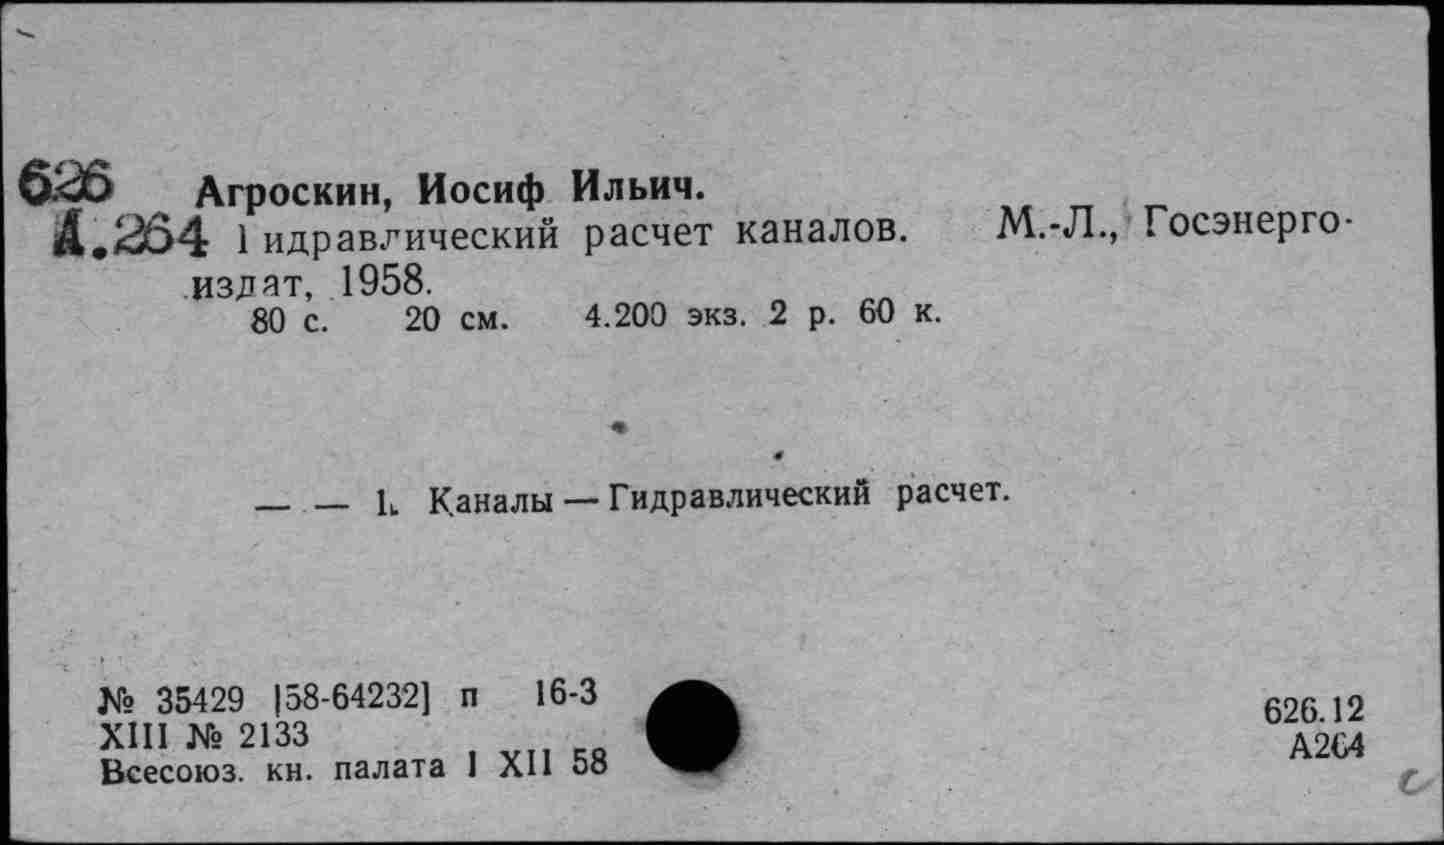 626 Агроскин, Иосиф Ильич.
А.264 Гидравлический расчет каналов. М.-Л., Госэнерго-
издат, 1958.
80 с. 20 см. 4.200 экз. 2 р. 60 к.
— — 1. Каналы — Гидравлический расчет.
№ 35429 [58-64232] п 16-3
XIII № 2133
Всесоюз. кн. палата 1 XII 58
626.12
А264
с